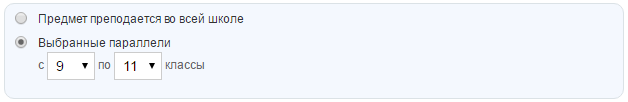 Предмет преподается во всей школе
Выбранные параллели
с 9 по 11 классы